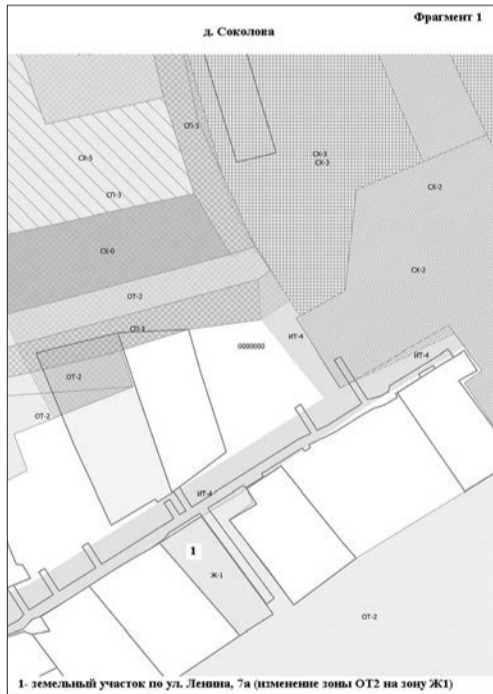 Фрагмент 1
д. Соколова
СП-5
СХ-5
СХ-3
СХ-3
СХ-2
СП-3
СХ-0
СХ-2
ОТ-2
СП-3
ИТ-4
0000000
ИТ-4
ОТ-2
ОТ-2
ИТ-4
1
Ж-1
ОТ-2
1- земельный участок по ул. Ленина, 7а (изменение зоны ОТ2 на зону Ж1)